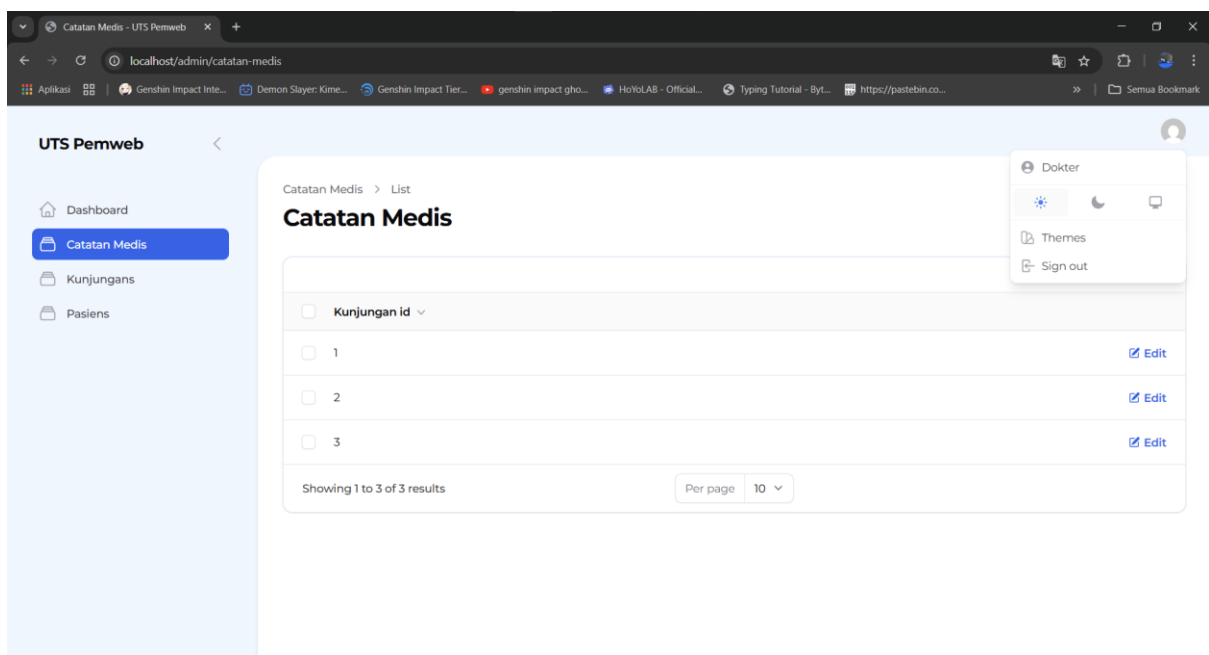 Catatan Medis - UTS Pemweb
localhost/admin/catatan-medis
Aplikasi Genshin Impact Inte... Demon Slayer: Kime... Genshin Impact Tier... genshin impact gho... HoYoLAB - Official... Typing Tutorial - Byt... https://pastebin.co... » Semua Bookmark
UTS Pemweb
Dashboard
Catatan Medis
Kunjungans
Pasiens
Catatan Medis > List
Catatan Medis
Dokter
Themes
Sign out
Kunjungan id
1 Edit
2 Edit
3 Edit
Showing 1 to 3 of 3 results Per page 10